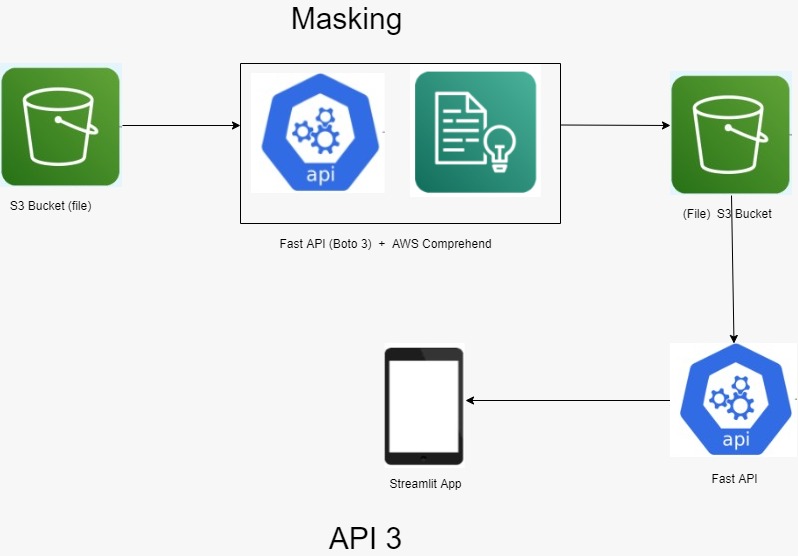 Masking
api
S3 Bucket (file)
(File) S3 Bucket
Fast API (Boto 3) + AWS Comprehend
api
Fast API
Streamlit App
API 3